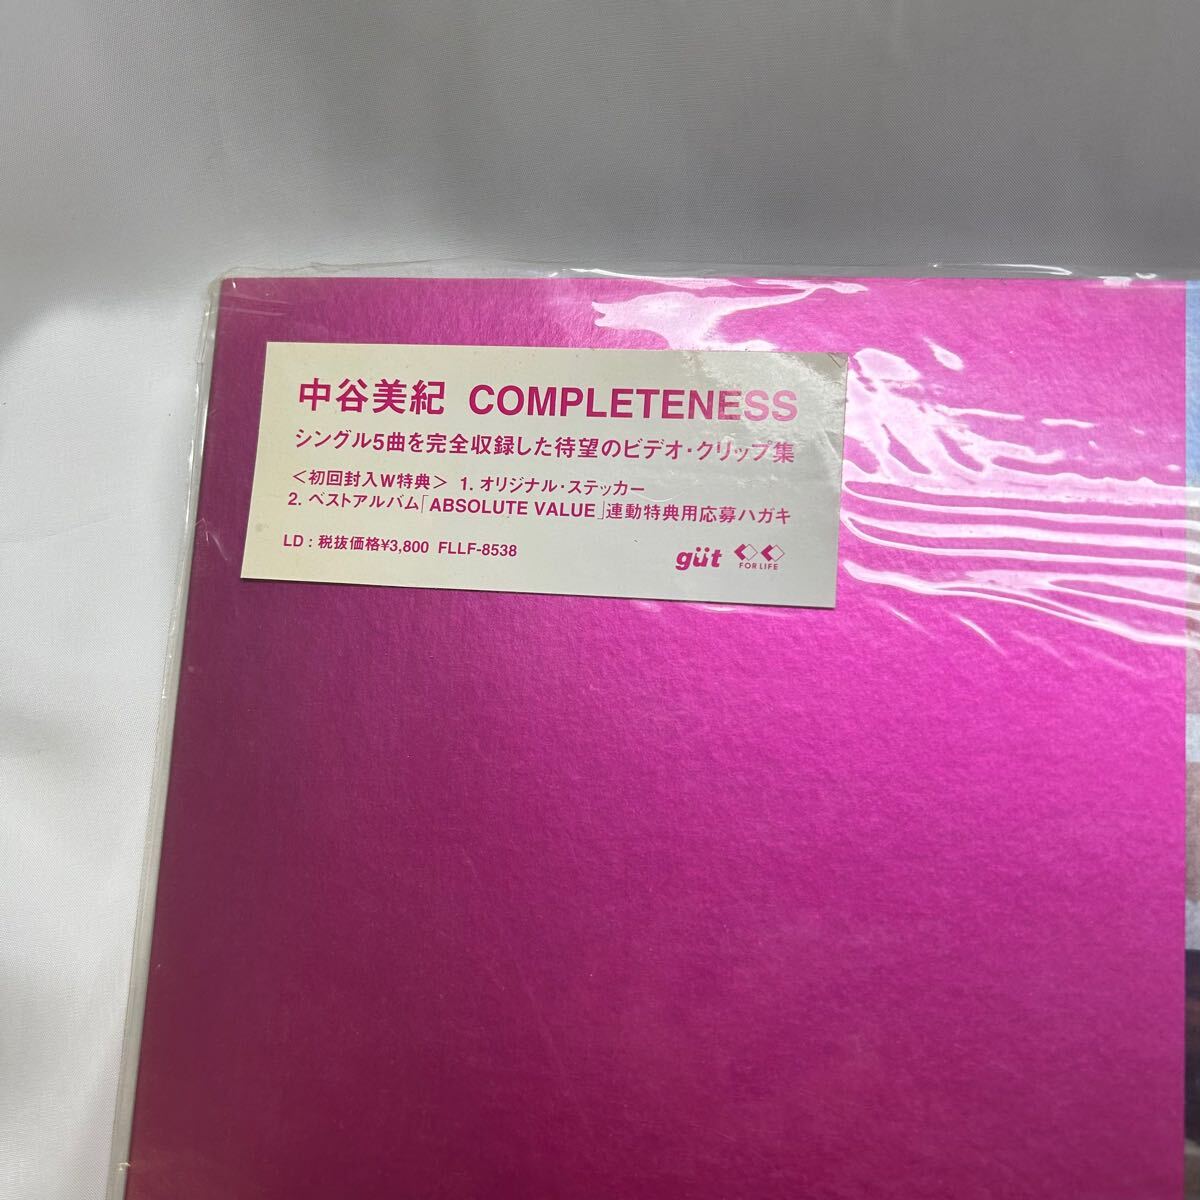 中谷美紀 COMPLETENESS
シングル5曲を完全収録した待望のビデオ・クリップ集
＜初回封入W特典＞ 1. オリジナル・ステッカー
2. ベストアルバム「ABSOLUTE VALUE」連動特典用応募ハガキ
LD : 税抜価格¥3,800 FLLF-8538
güt
FOR LIFE